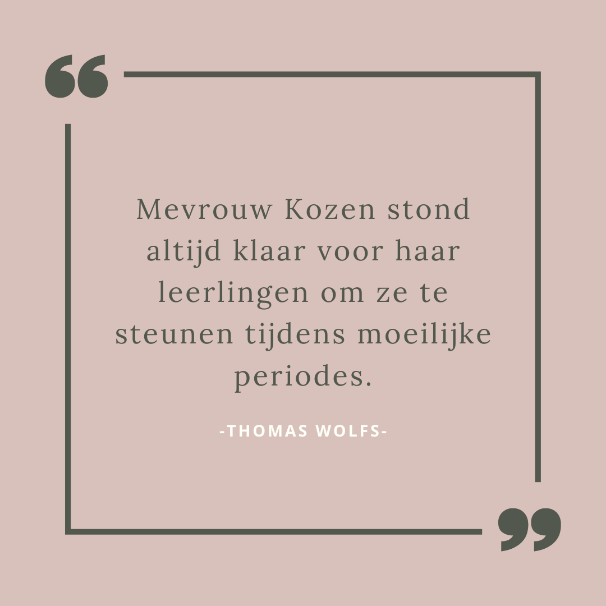 ❝
Mevrouw Kozen stond
altijd klaar voor haar
leerlingen om ze te
steunen tijdens moeilijke
periodes.
-THOMAS WOLFS-
❞